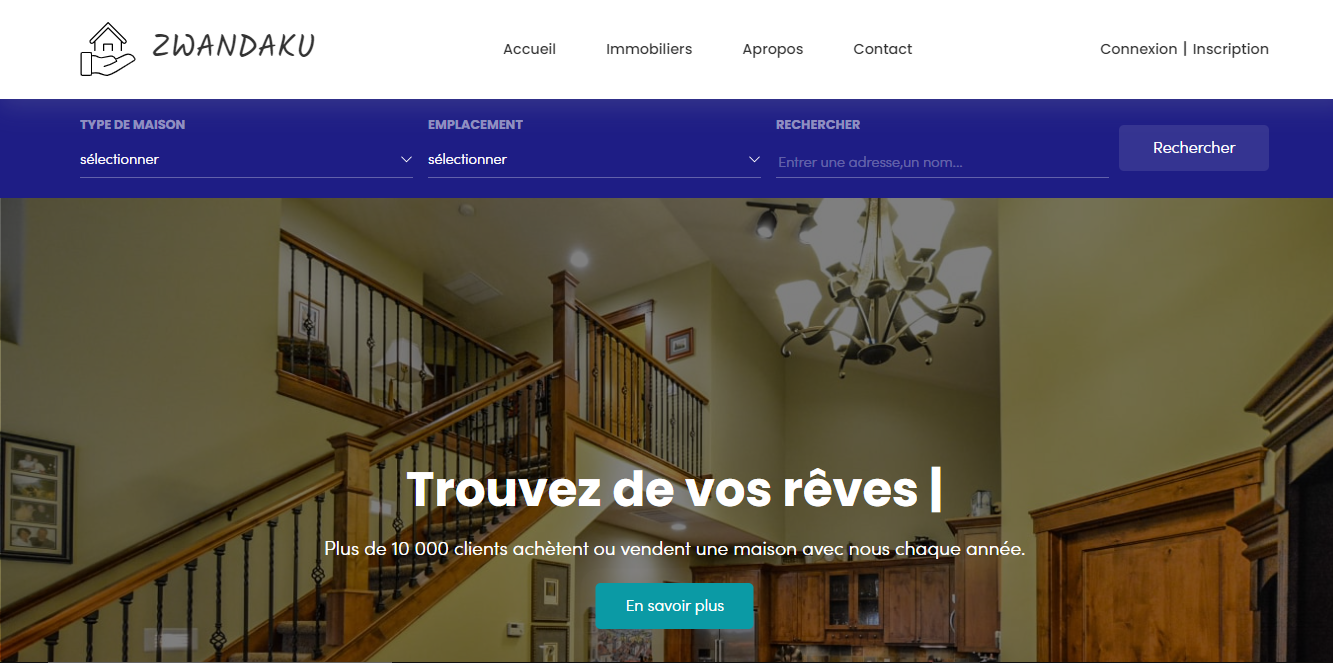 ZWANDAKU
Accueil Immobiliers Apropos Contact Connexion | Inscription
TYPE DE MAISON EMPLACEMENT RECHERCHER
sélectionner sélectionner Entrer une adresse,un nom... Rechercher
Trouvez de vos rêves |
Plus de 10 000 clients achètent ou vendent une maison avec nous chaque année.
En savoir plus